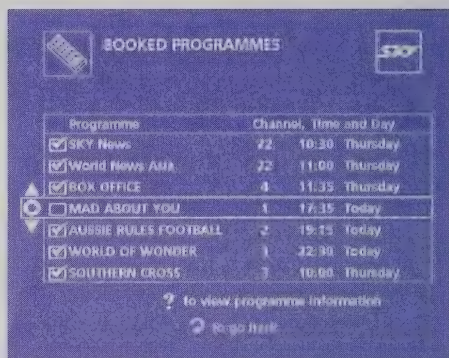 BOOKED PROGRAMMES
sky
Programme Channel, Time and Day
SKY News 22 10:30 Thursday
World News Asia 22 11:00 Thursday
BOX OFFICE 4 11:35 Thursday
MAD ABOUT YOU 1 17:35 Today
AUSSIE RULES FOOTBALL 2 19:15 Today
WORLD OF WONDER 1 22:30 Today
SOUTHERN CROSS 3 10:00 Thursday
? to view programme information
to go back